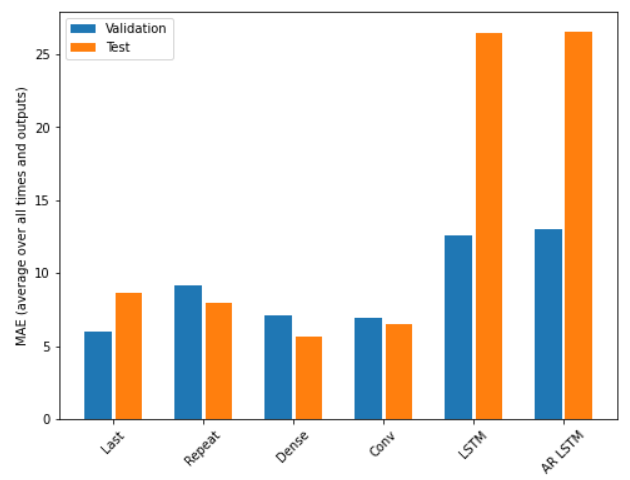 Validation
Test
MAE (average over all times and outputs)
25
20
15
10
5
0
Last
Repeat
Dense
Conv
LSTM
AR LSTM